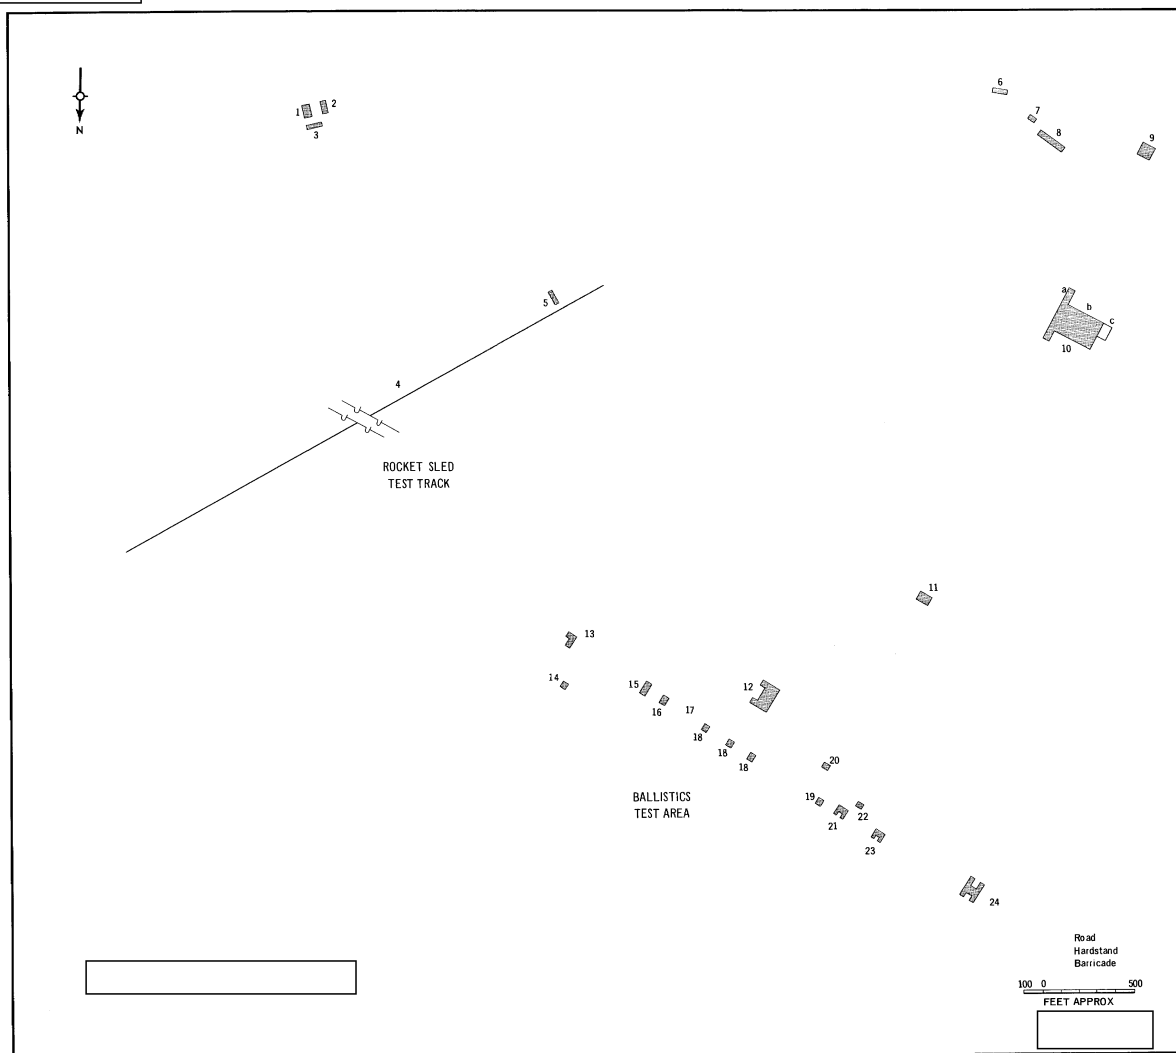 N
1
2
3
6
7
8
9
5
a
b
c
10
4
ROCKET SLED
TEST TRACK
11
13
14
15
16
17
12
18
18
18
20
BALLISTICS
TEST AREA
19
21
22
23
24
Road
Hardstand
Barricade
100 0 500
FEET APPROX